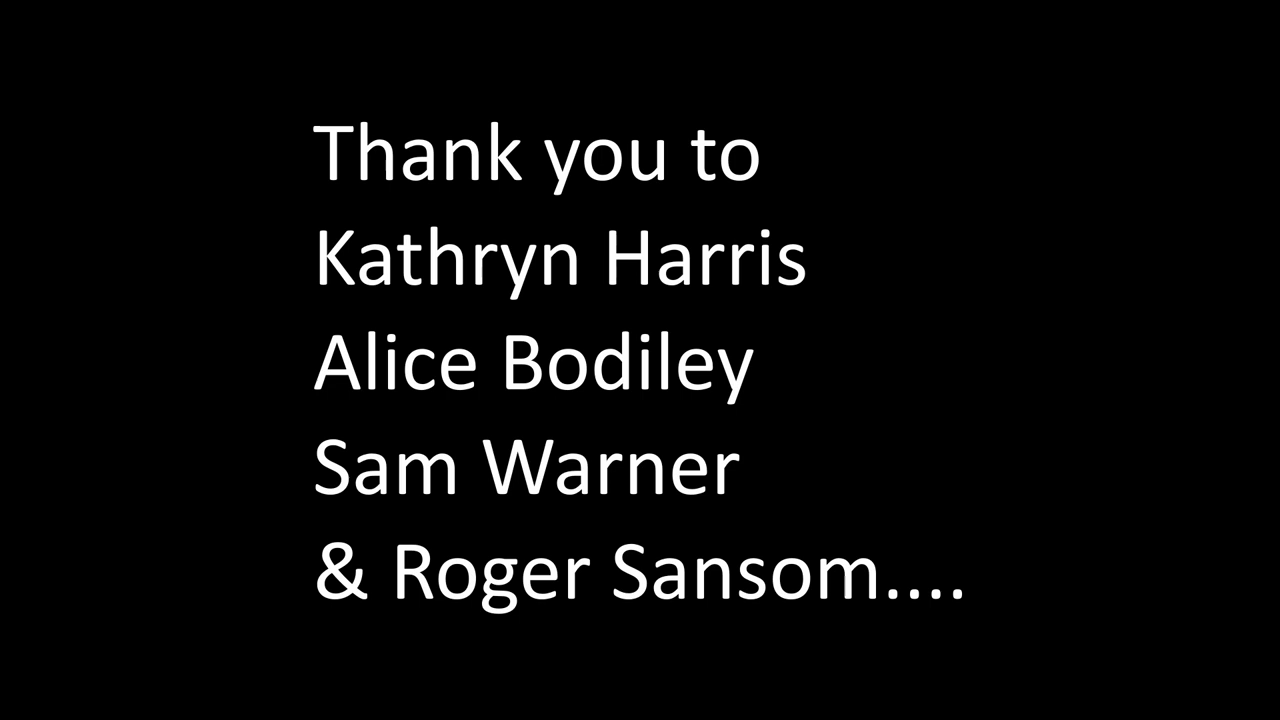 Thank you to
Kathryn Harris
Alice Bodiley
Sam Warner
& Roger Sansom....